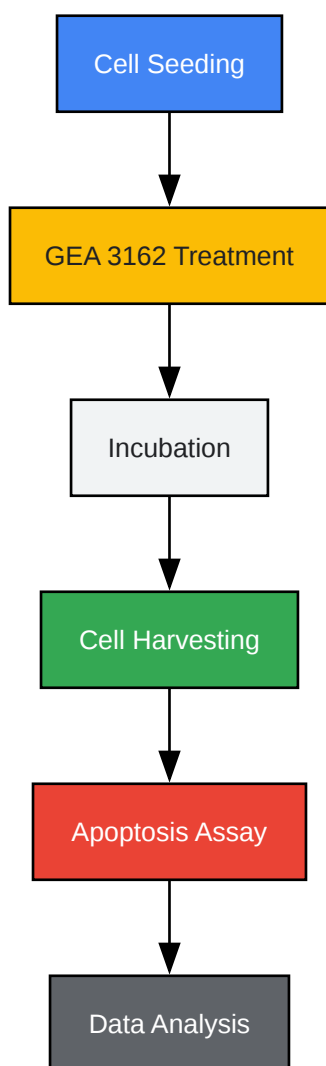 Cell Seeding
GEA 3162 Treatment
Incubation
Cell Harvesting
Apoptosis Assay
Data Analysis